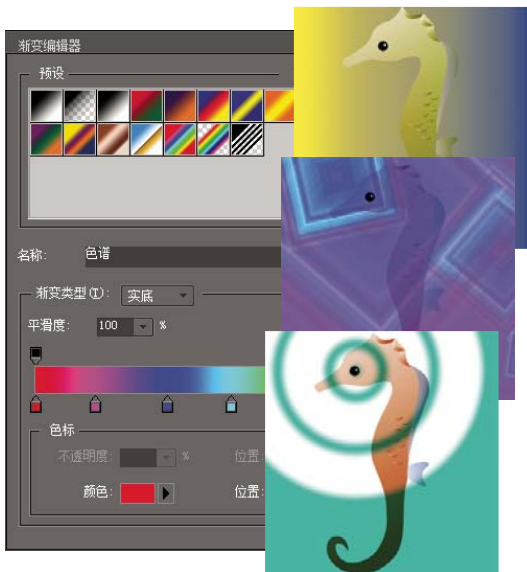 渐变编辑器
预设
名称: 色谱
渐变类型(T): 实底
平滑度: 100 %
色标
不透明度: % 位置:
颜色: 位置: